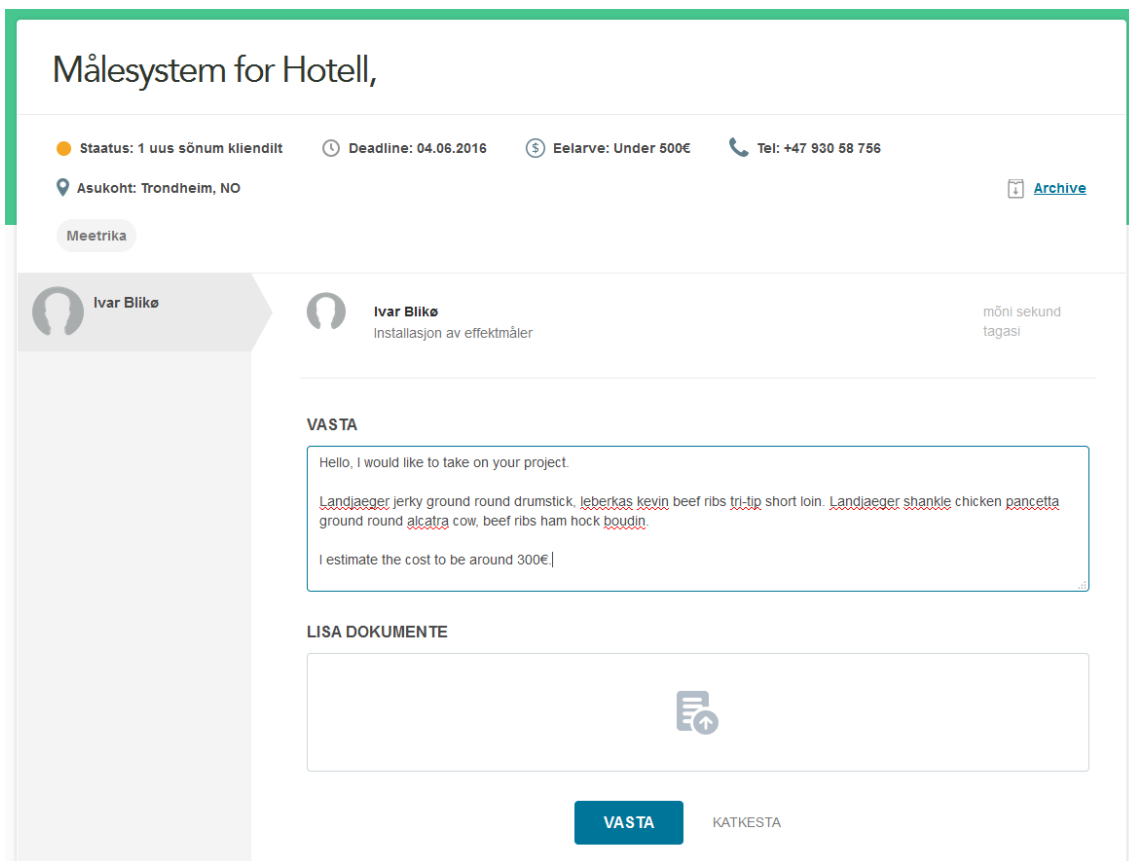 Målesystem for Hotell,
Staatus: 1 uus sõnum kliendilt
Deadline: 04.06.2016
$
Eelarve: Under 500€
Tel: +47 930 58 756
Asukoht: Trondheim, NO
Archive
Meetrika
Ivar Blikø
Ivar Blikø
Installasjon av effektmåler
mõni sekund
tagasi
VASTA
Hello, I would like to take on your project.
Landjaeger jerky ground round drumstick, leberkas kevin beef ribs tri-tip short loin. Landjaeger shankle chicken pancetta
ground round alcatra cow, beef ribs ham hock boudin.
I estimate the cost to be around 300€.
LISA DOKUMENTE
VASTA
KATKESTA